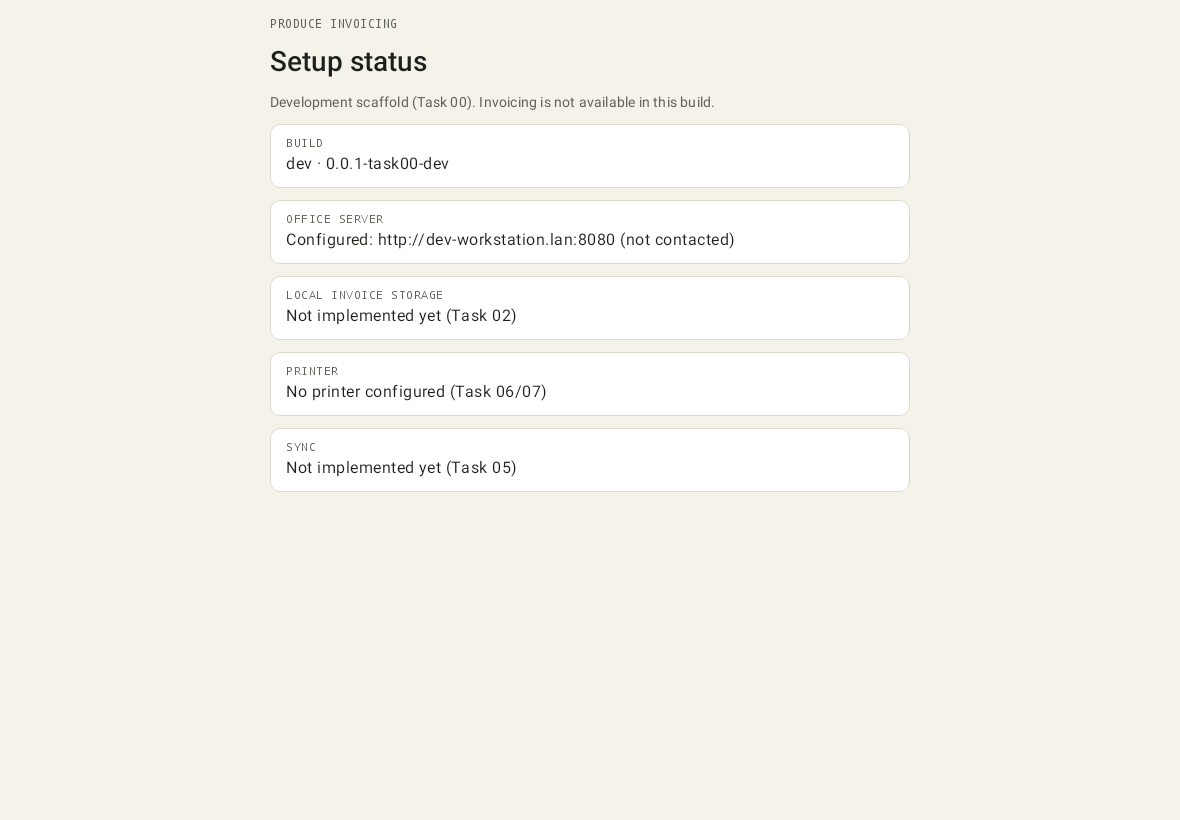 PRODUCE INVOICING
Setup status
Development scaffold (Task 00). Invoicing is not available in this build.
BUILD
dev · 0.0.1-task00-dev
OFFICE SERVER
Configured: http://dev-workstation.lan:8080 (not contacted)
LOCAL INVOICE STORAGE
Not implemented yet (Task 02)
PRINTER
No printer configured (Task 06/07)
SYNC
Not implemented yet (Task 05)